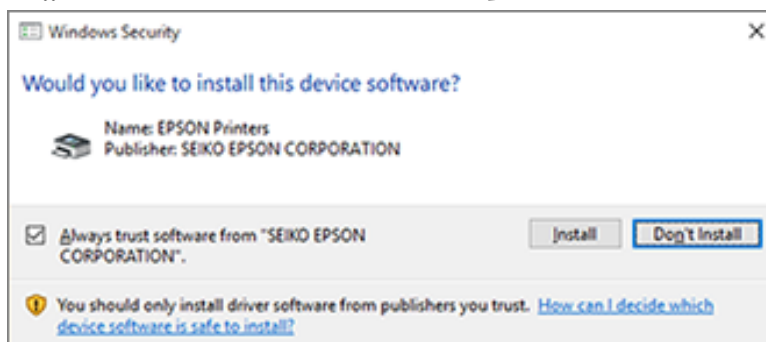 Windows Security
Would you like to install this device software?
Name: EPSON Printers
Publisher: SEIKO EPSON CORPORATION
Always trust software from "SEIKO EPSON
CORPORATION".
Install
Don't Install
You should only install driver software from publishers you trust. How can I decide which
device software is safe to install?